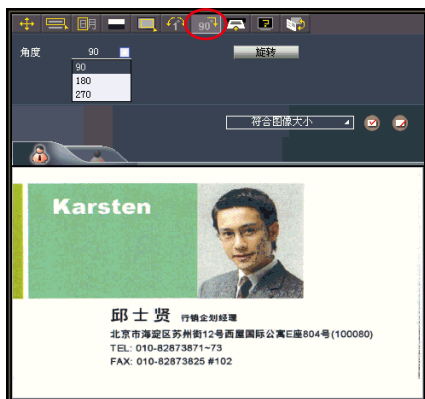 90
角度 90 旋转
90
180
270
符合图像大小
Karsten
邱士贤 行销企划经理
北京市海淀区苏州街12号西屋国际公寓E座804号(100080)
TEL: 010-82873871~73
FAX: 010-82873825 #102